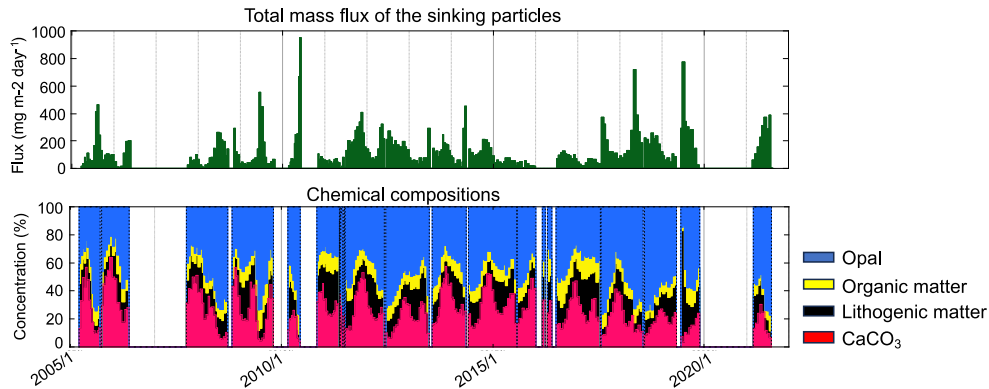 Total mass flux of the sinking particles
Flux (mg m-2 day⁻¹)
1000
800
600
400
200
0
Chemical compositions
Concentration (%)
100
80
60
40
20
0
2005/1
2010/1
2015/1
2020/1
Opal
Organic matter
Lithogenic matter
CaCO₃